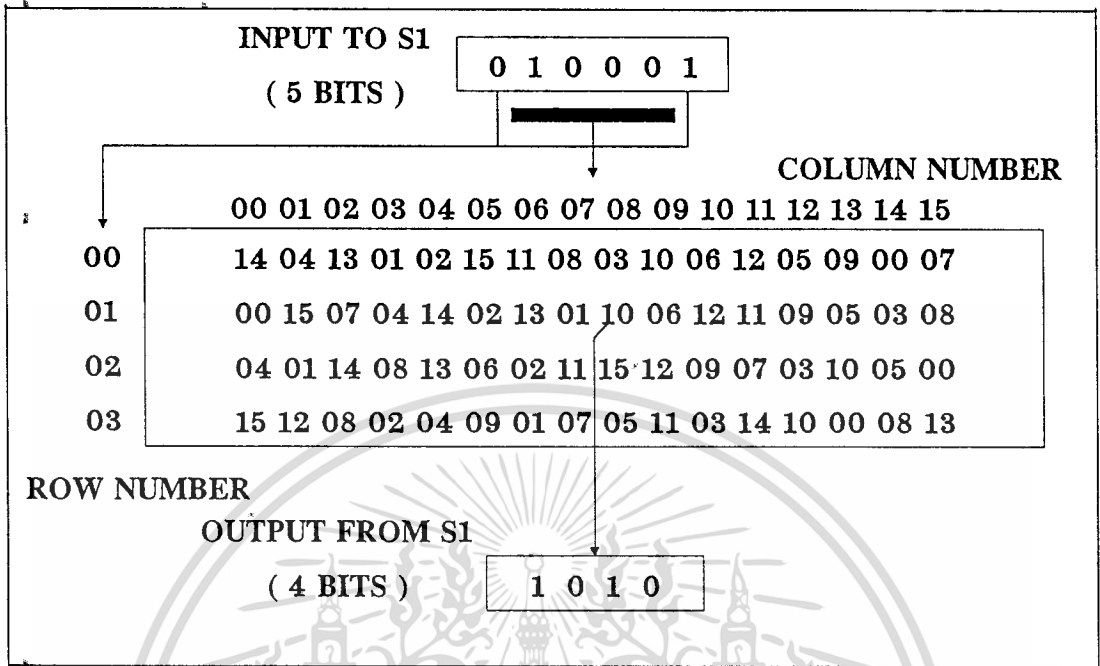 INPUT TO S1
0 1 0 0 0 1
( 5 BITS )
COLUMN NUMBER
00 01 02 03 04 05 06 07 08 09 10 11 12 13 14 15
00 14 04 13 01 02 15 11 08 03 10 06 12 05 09 00 07
01 00 15 07 04 14 02 13 01 10 06 12 11 09 05 03 08
02 04 01 14 08 13 06 02 11 15 12 09 07 03 10 05 00
03 15 12 08 02 04 09 01 07 05 11 03 14 10 00 08 13
ROW NUMBER
OUTPUT FROM S1
( 4 BITS )
1 0 1 0